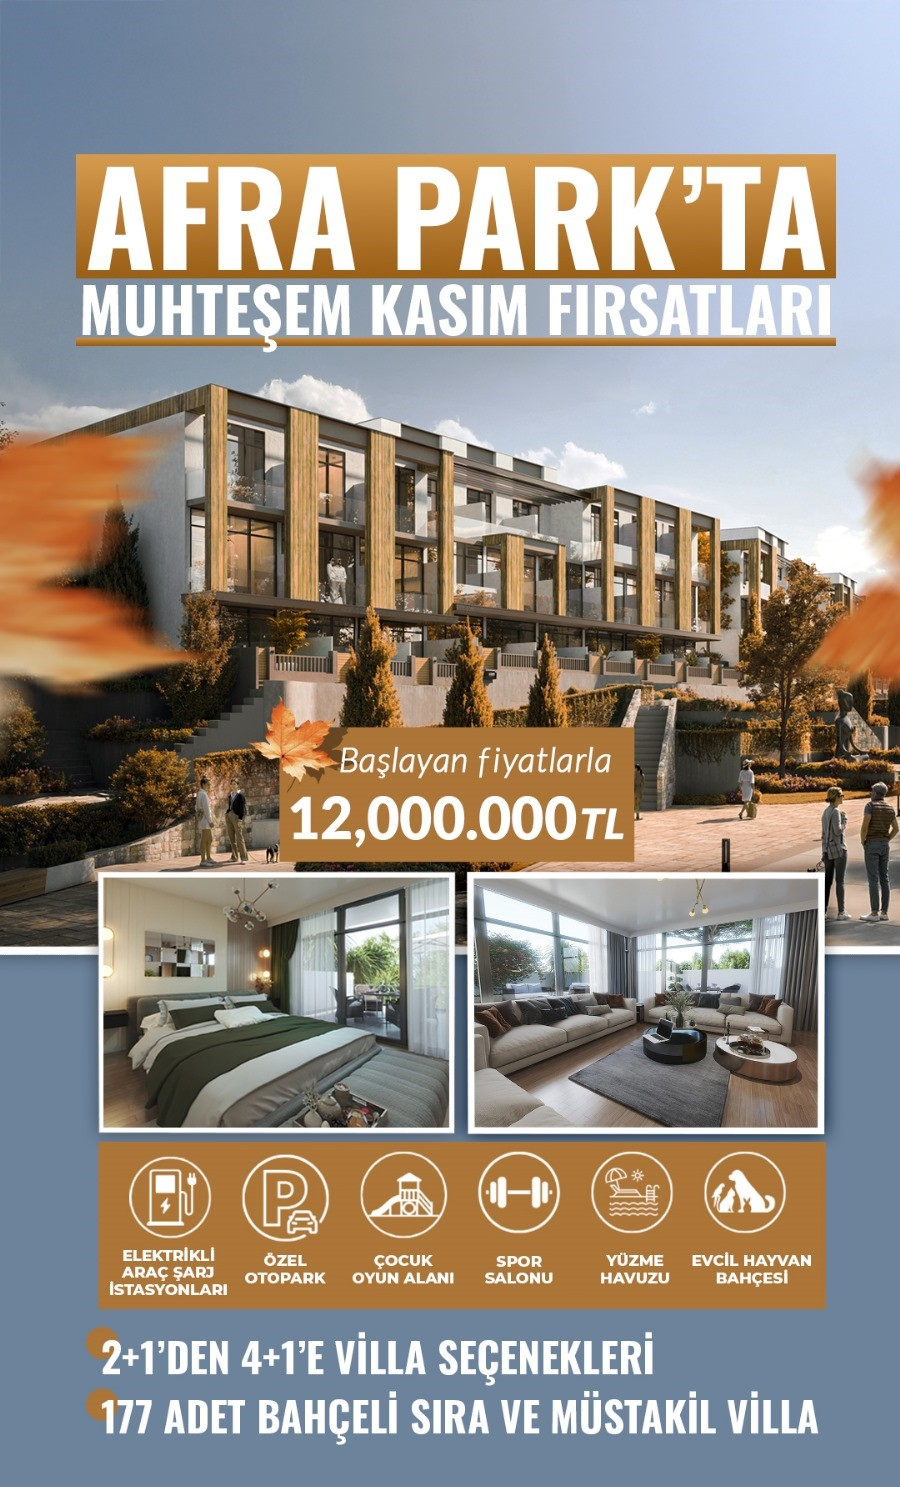 AFRA PARK'TA
MUHTEŞEM KASIM FIRSATLARI
Başlayan fiyatlarla
12,000.000 TL
ELEKTRİKLİ
ARAÇ ŞARJ
İSTASYONLARI
ÖZEL
OTOPARK
ÇOCUK
OYUN ALANI
SPOR
SALONU
YÜZME
HAVUZU
EVCİL HAYVAN
BAHÇESİ
2+1'DEN 4+1'E VİLLA SEÇENEKLERİ
177 ADET BAHÇELİ SIRA VE MÜSTAKİL VİLLA